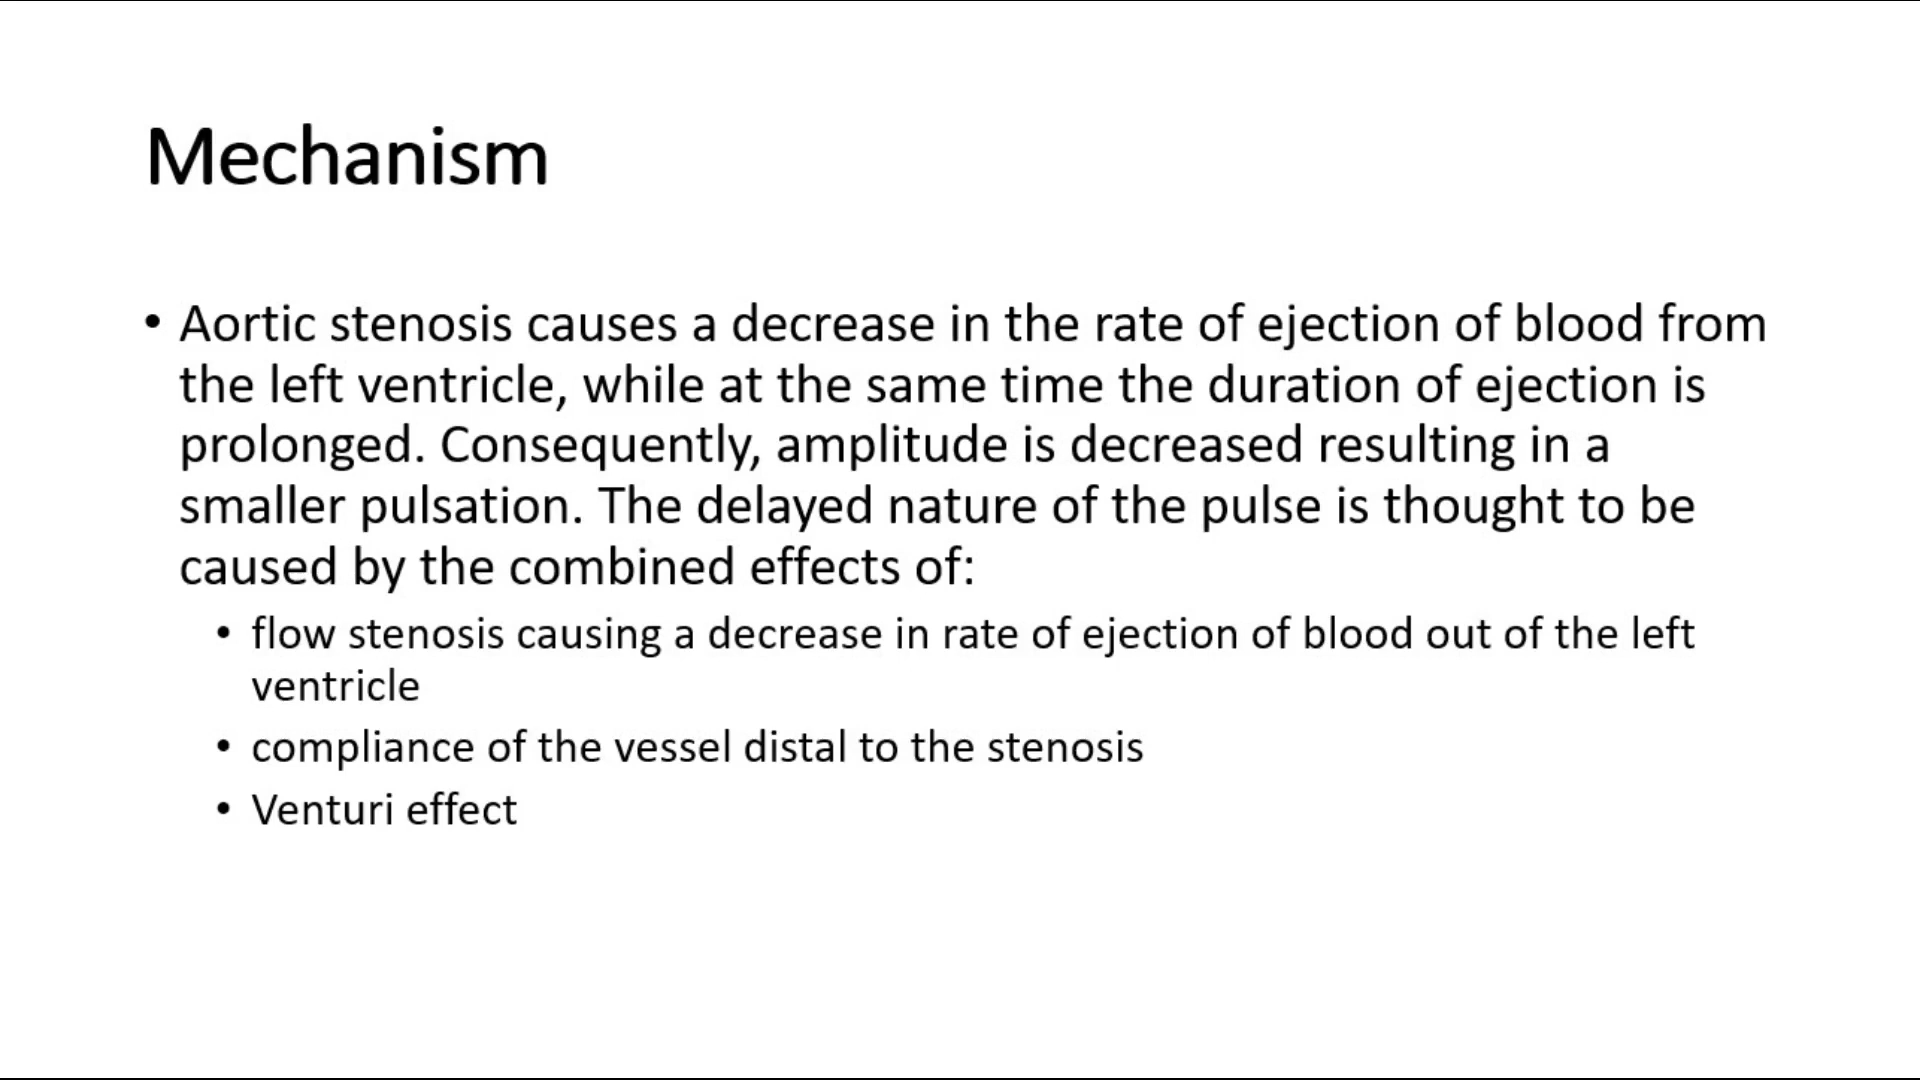 Mechanism
• Aortic stenosis causes a decrease in the rate of ejection of blood from
the left ventricle, while at the same time the duration of ejection is
prolonged. Consequently, amplitude is decreased resulting in a
smaller pulsation. The delayed nature of the pulse is thought to be
caused by the combined effects of:
• flow stenosis causing a decrease in rate of ejection of blood out of the left
ventricle
• compliance of the vessel distal to the stenosis
• Venturi effect